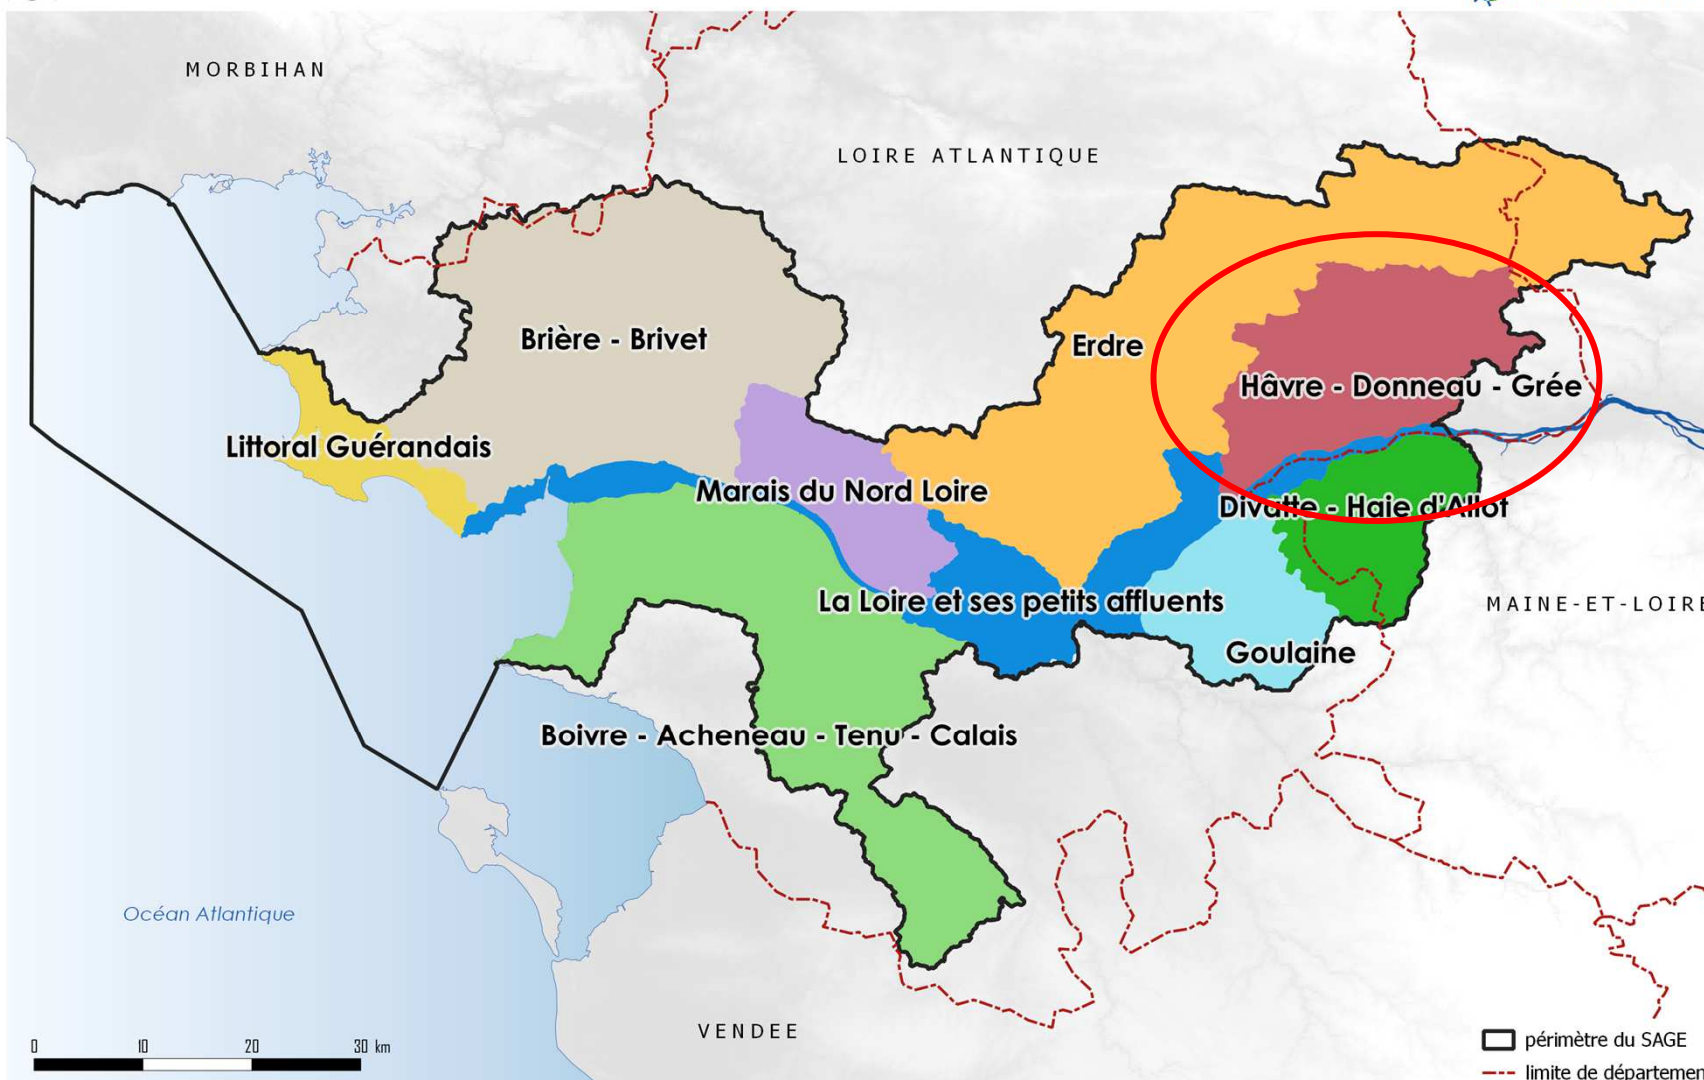 MORBIHAN
LOIRE ATLANTIQUE
Brière - Brivet
Erdre
Hâvre - Donneau - Grée
Littoral Guérandais
Marais du Nord Loire
Divatte - Haie d'Allot
La Loire et ses petits affluents
MAINE-ET-LOIRE
Goulaine
Boivre - Acheneau - Tenu - Calais
Océan Atlantique
VENDEE
0 10 20 30 km
périmètre du SAGE
limite de département